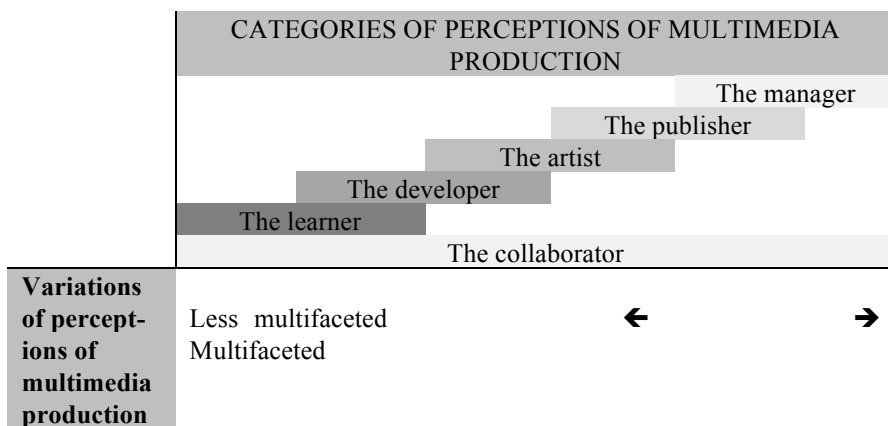 CATEGORIES OF PERCEPTIONS OF MULTIMEDIA
PRODUCTION
The manager
The publisher
The artist
The developer
The learner
The collaborator
Variations
of percept-
ions of
multimedia
production
Less multifaceted ← →
Multifaceted